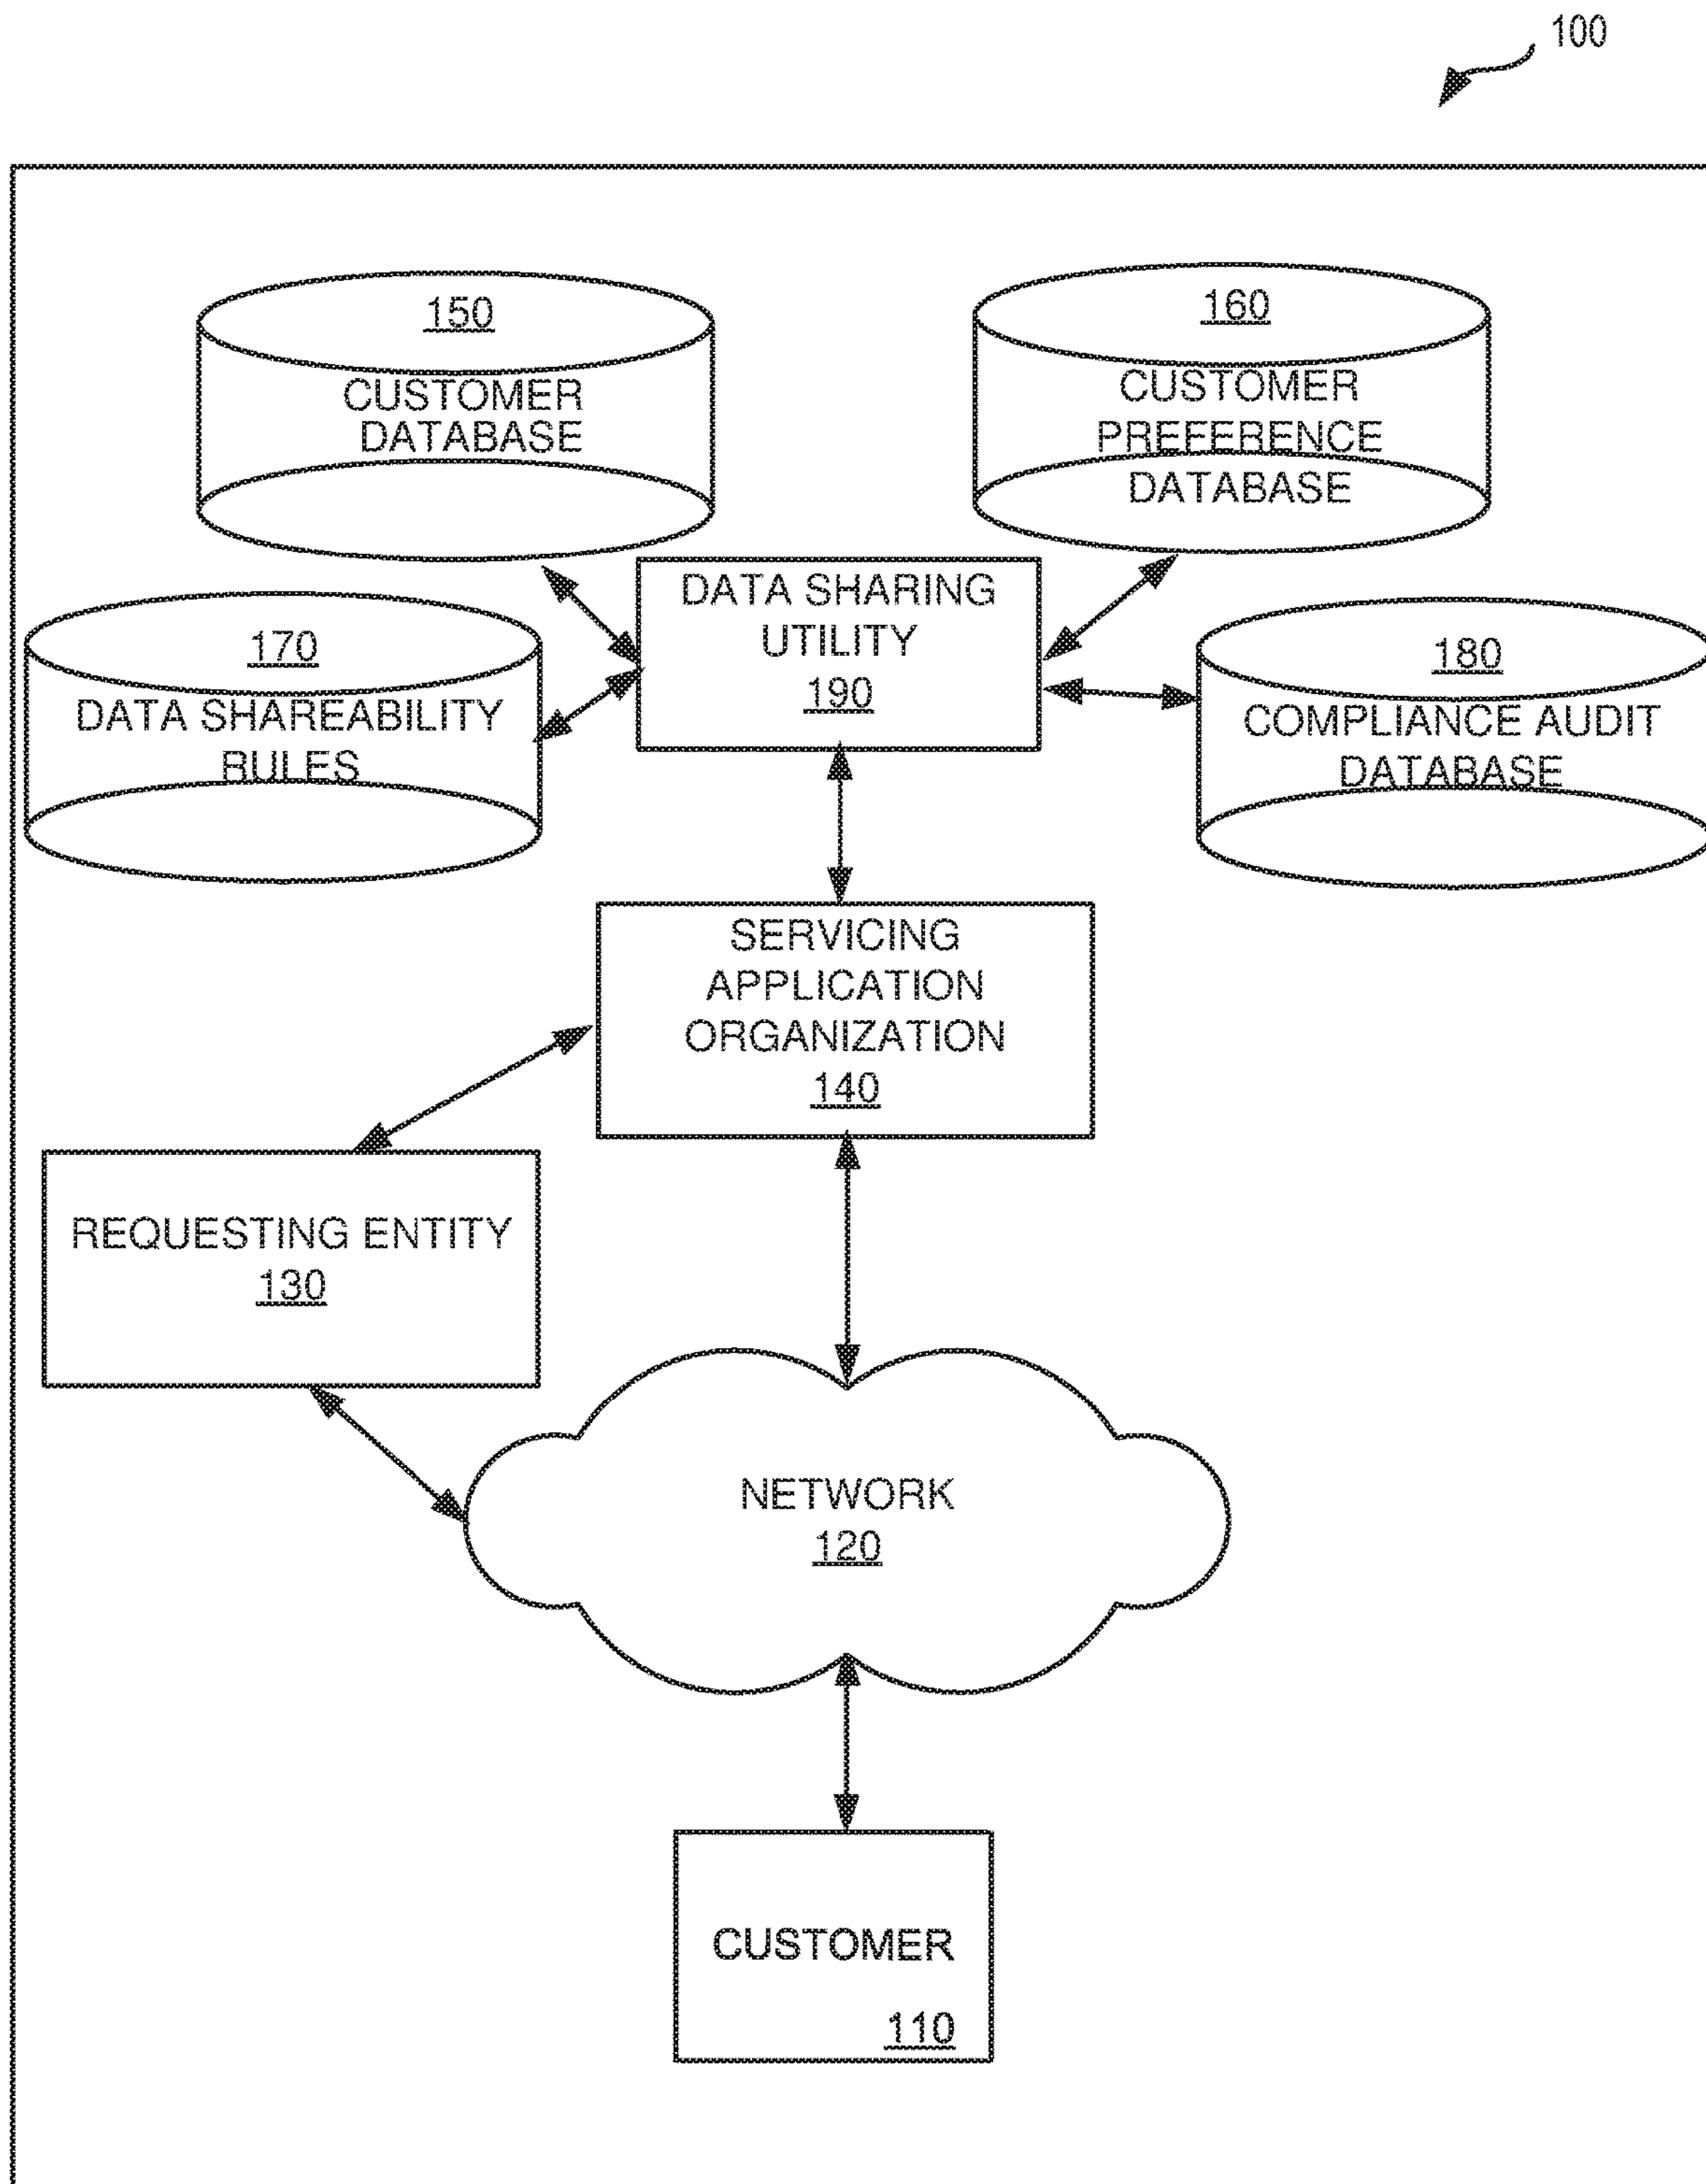 100
150
CUSTOMER
DATABASE
160
CUSTOMER
PREFERENCE
DATABASE
DATA SHARING
UTILITY
190
170
DATA SHAREABILITY
RULES
180
COMPLIANCE AUDIT
DATABASE
SERVICING
APPLICATION
ORGANIZATION
140
REQUESTING ENTITY
130
NETWORK
120
CUSTOMER
110